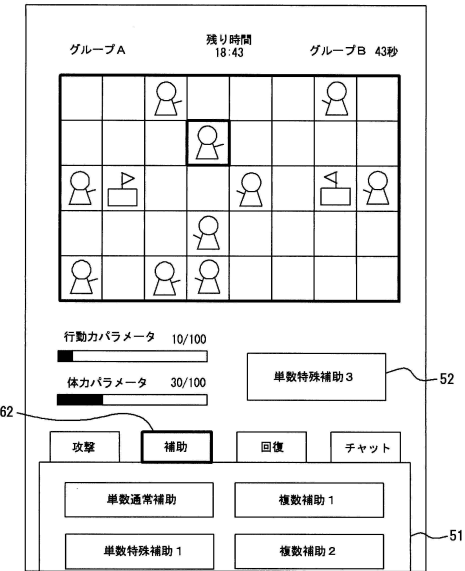 残り時間
グループA 18:43 グループB 43秒
行動力パラメータ 10/100
体力パラメータ 30/100
単数特殊補助3
52
62
攻撃 補助 回復 チャット
単数通常補助 複数補助1
51
単数特殊補助1 複数補助2